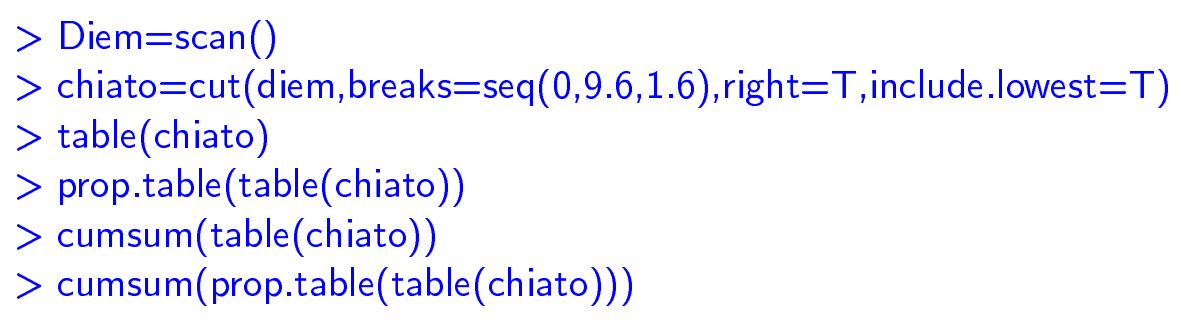 > Diem=scan()
> chiato=cut(diem,breaks=seq(0,9.6,1.6),right=T,include.lowest=T)
> table(chiato)
> prop.table(table(chiato))
> cumsum(table(chiato))
> cumsum(prop.table(table(chiato)))